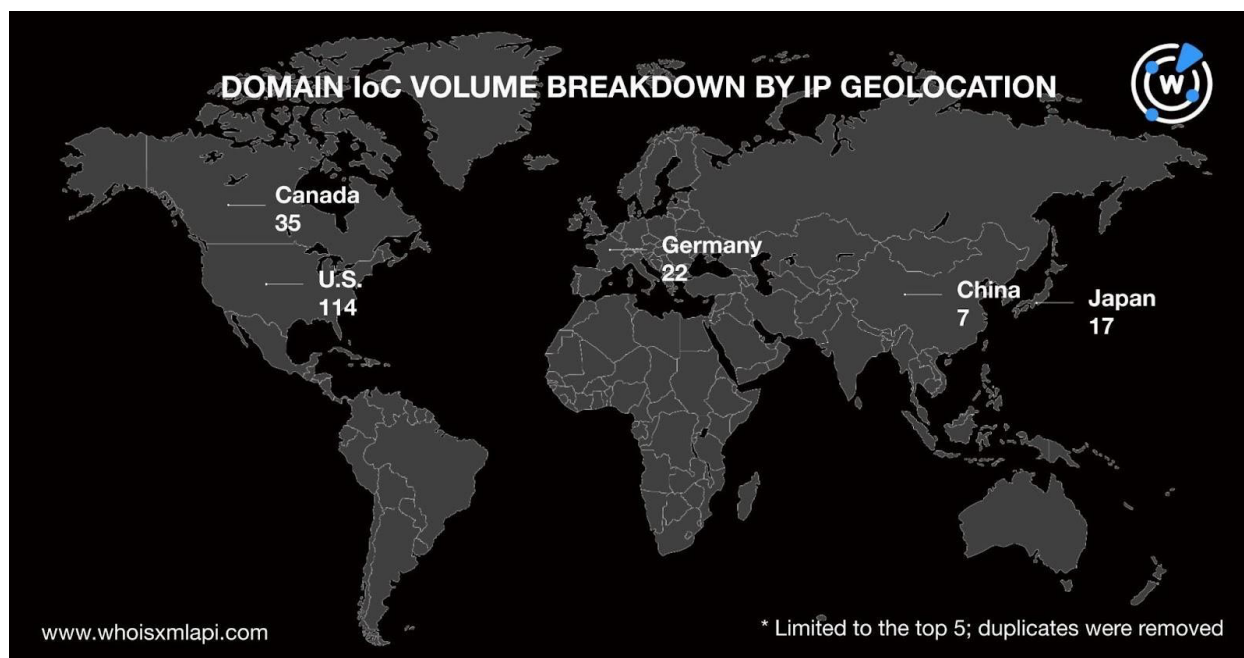 DOMAIN IoC VOLUME BREAKDOWN BY IP GEOLOCATION
W
Canada
35
U.S.
114
Germany
22
China
7
Japan
17
www.whoisxmlapi.com
* Limited to the top 5; duplicates were removed